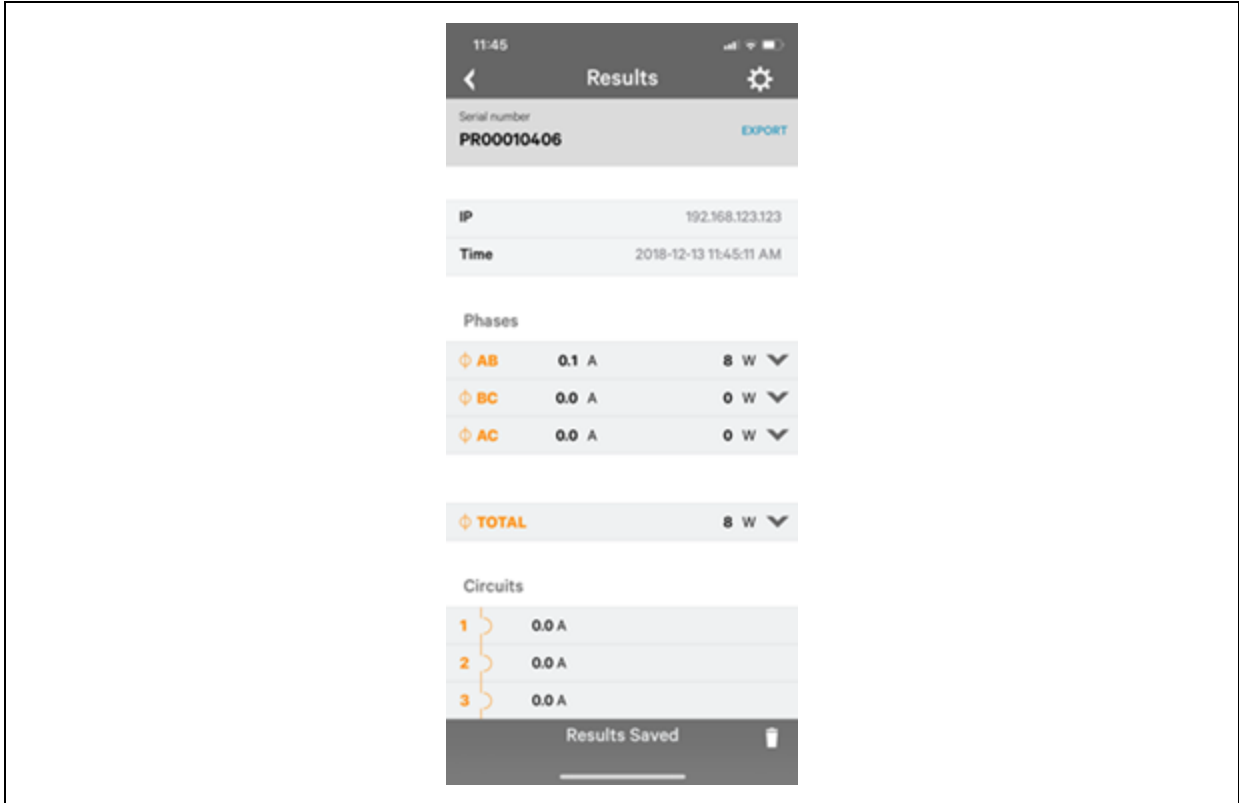 11:45
Results
Serial number
PR00010406
EXPORT
IP 192.168.123.123
Time 2018-12-13 11:45:11 AM
Phases
AB 0.1 A 8 W
BC 0.0 A 0 W
AC 0.0 A 0 W
TOTAL 8 W
Circuits
1 0.0 A
2 0.0 A
3 0.0 A
Results Saved